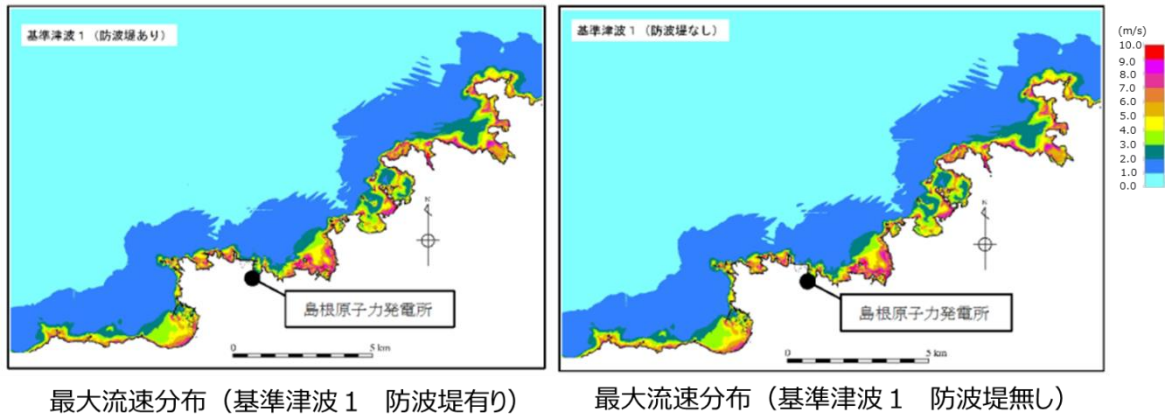 基準津波１（防波堤あり）
N
島根原子力発電所
0
5 km
基準津波１（防波堤なし）
N
島根原子力発電所
0
5 km
(m/s)
10.0
9.0
8.0
7.0
6.0
5.0
4.0
3.0
2.0
1.0
0.0
最大流速分布（基準津波１　防波堤有り）
最大流速分布（基準津波１　防波堤無し）